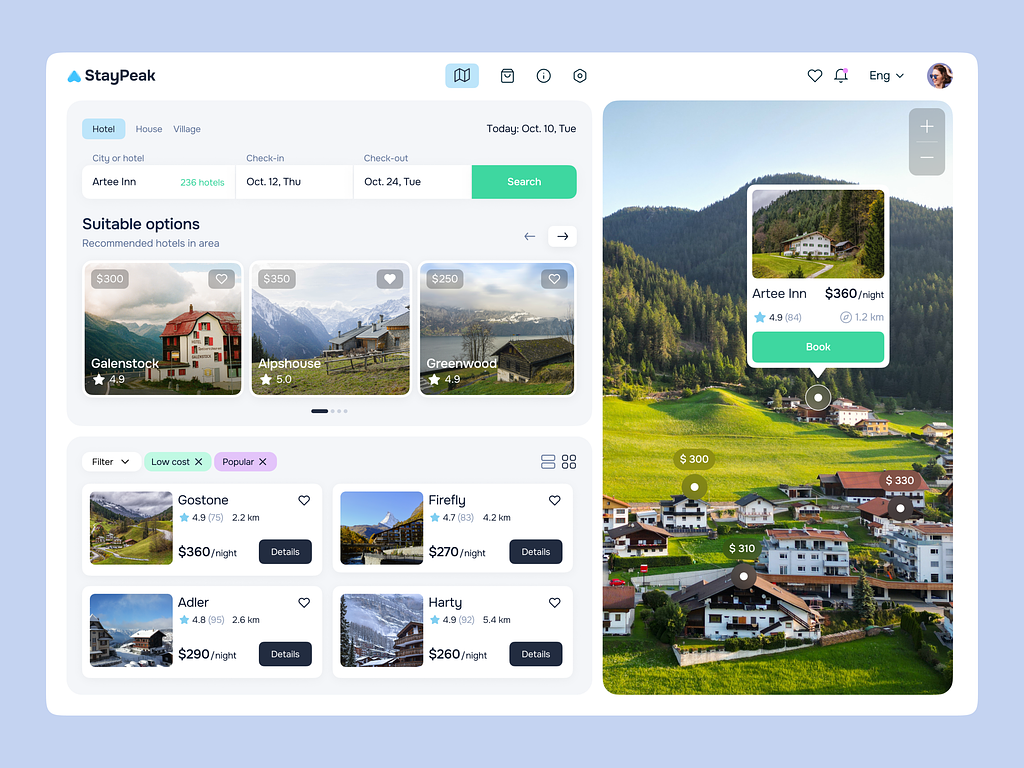 StayPeak
Eng
Hotel House Village
Today: Oct. 10, Tue
City or hotel Check-in Check-out
Artee Inn 236 hotels Oct. 12, Thu Oct. 24, Tue Search
Suitable options
Recommended hotels in area
$300 $350 $250
Galenstock Alpshouse Greenwood
4.9 5.0 4.9
Filter Low cost Popular
Gostone
4.9 (75) 2.2 km
$360/night Details
Firefly
4.7 (83) 4.2 km
$270/night Details
Adler
4.8 (95) 2.6 km
$290/night Details
Harty
4.9 (92) 5.4 km
$260/night Details
Artee Inn $360/night
4.9 (84) 1.2 km
Book
$ 300
$ 330
$ 310